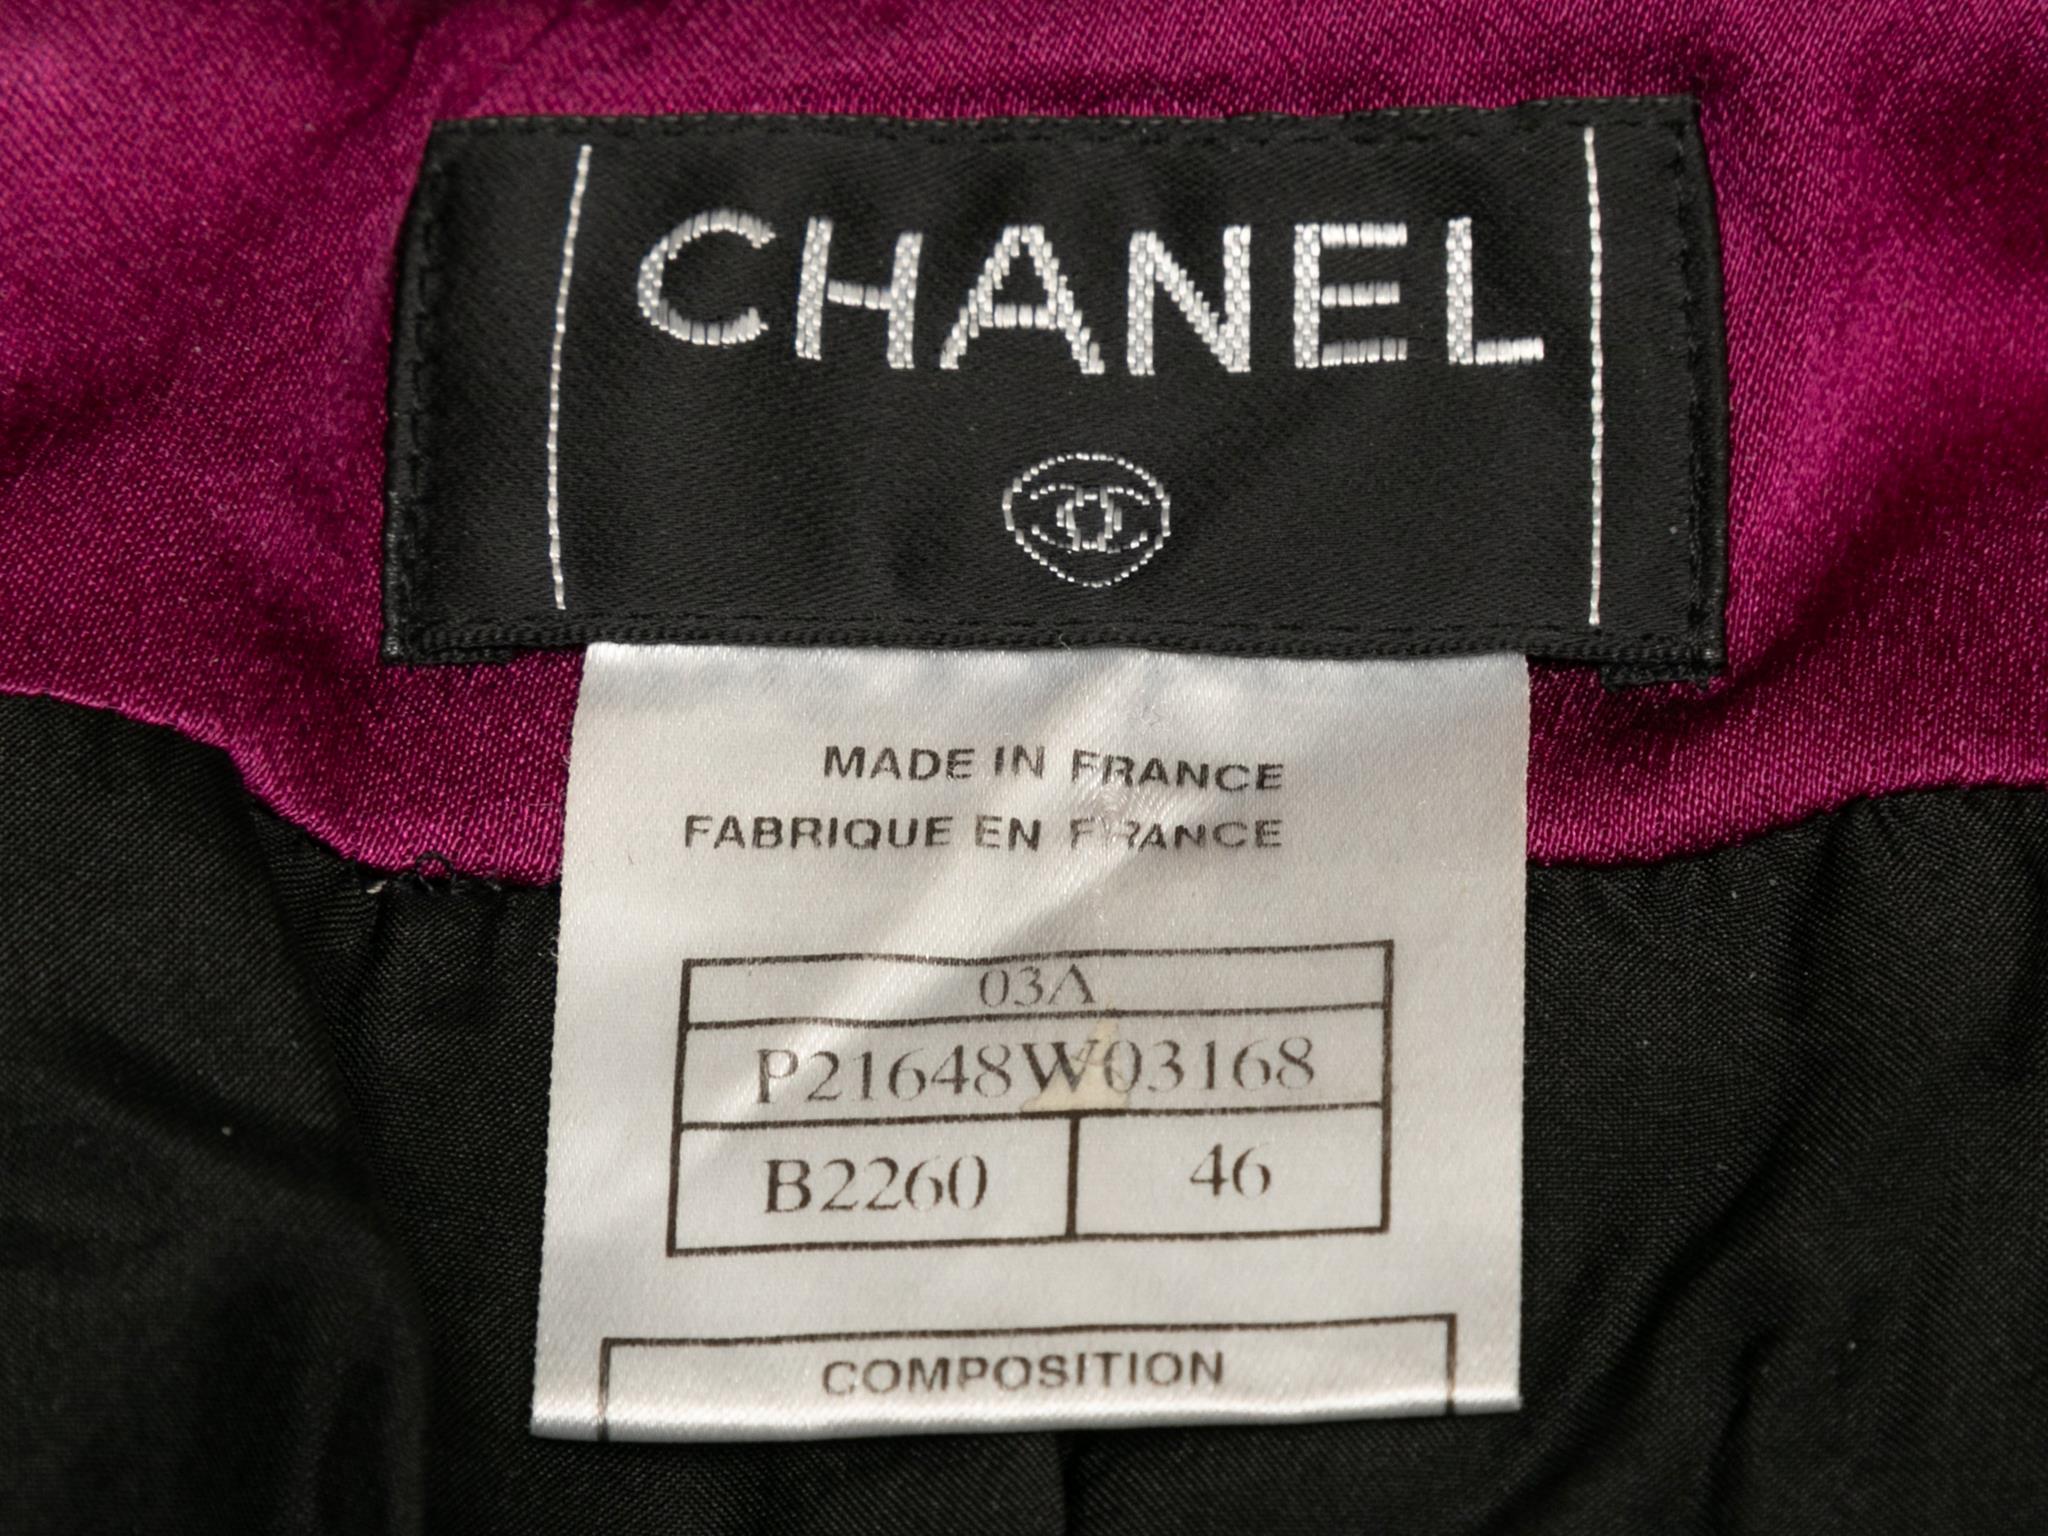 CHANEL
MADE IN FRANCE
FABRIQUE EN FRANCE
03A
P21648W03168
B2260 46
COMPOSITION